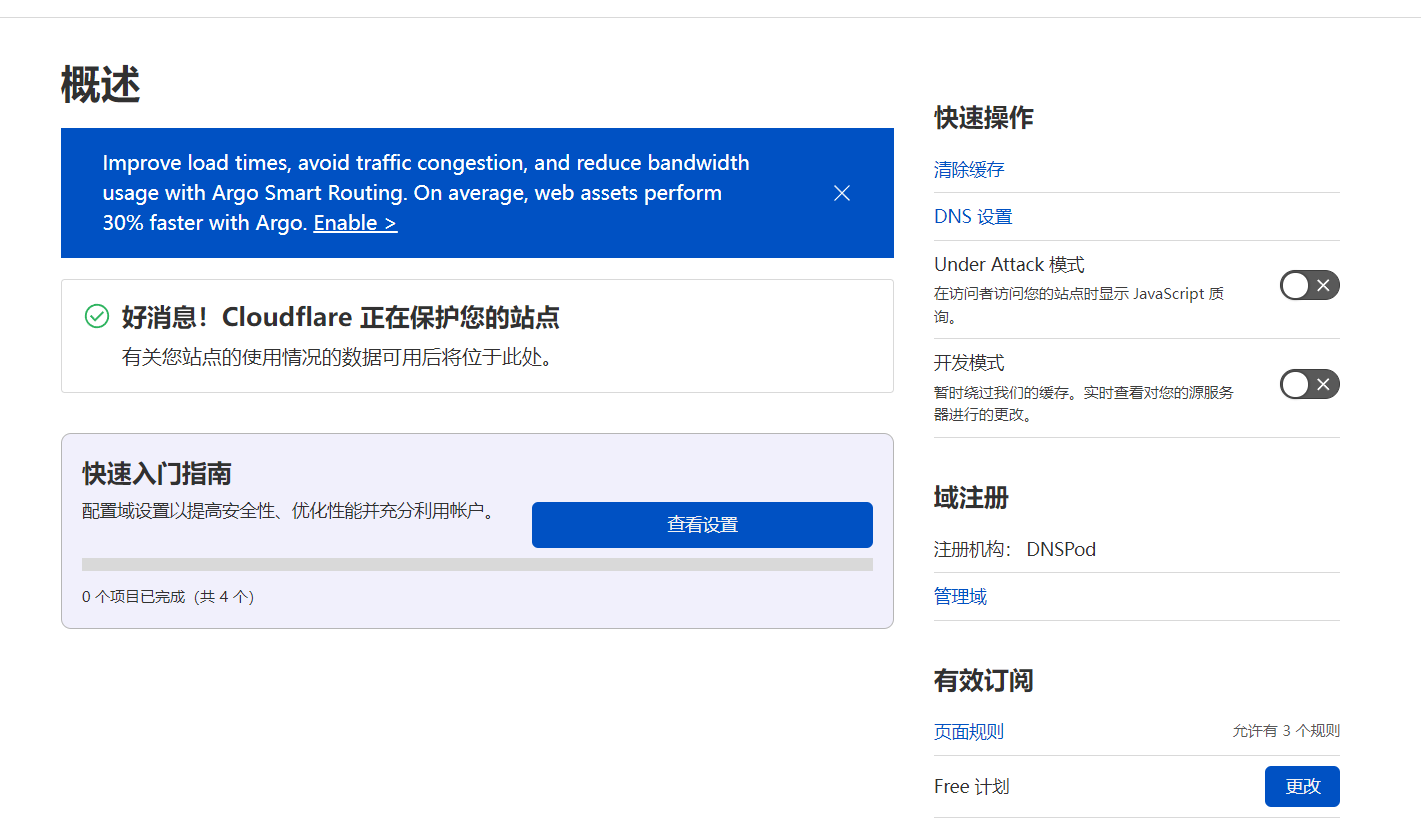 概述
Improve load times, avoid traffic congestion, and reduce bandwidth
usage with Argo Smart Routing. On average, web assets perform
30% faster with Argo. Enable >
好消息！Cloudflare 正在保护您的站点
有关您站点的使用情况的数据可用后将位于此处。
快速入门指南
配置域设置以提高安全性、优化性能并充分利用帐户。
查看设置
0 个项目已完成（共 4 个）
快速操作
清除缓存
DNS 设置
Under Attack 模式
在访问者访问您的站点时显示 JavaScript 质
询。
开发模式
暂时绕过我们的缓存。实时查看对您的源服务
器进行的更改。
域注册
注册机构： DNSPod
管理域
有效订阅
页面规则
允许有 3 个规则
Free 计划
更改